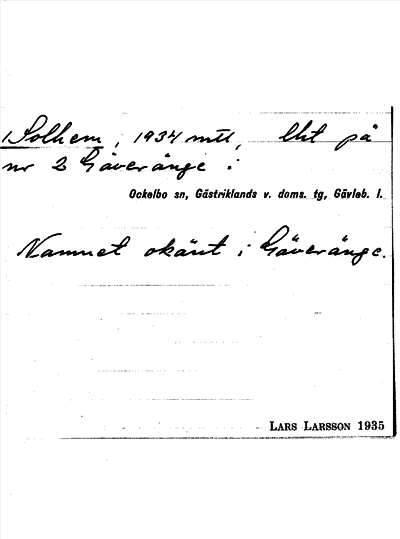 Solhem, 1934 mtl, lht på
nr 2 Gäveränge i
Ockelbo sn, Gästriklands v. doms. tg, Gävleb. l.
Namnet okänt i Gäveränge.
LARS LARSSON 1935